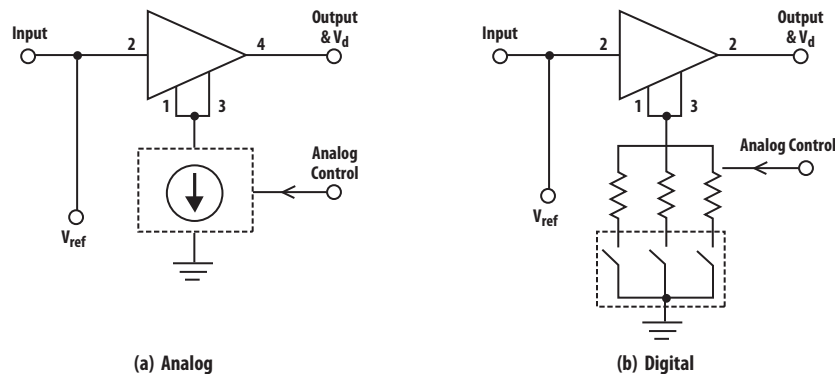 Input
2
4
Output
& Vd
1
3
Analog
Control
Vref
(a) Analog
Input
2
2
Output
& Vd
1
3
Analog Control
Vref
(b) Digital